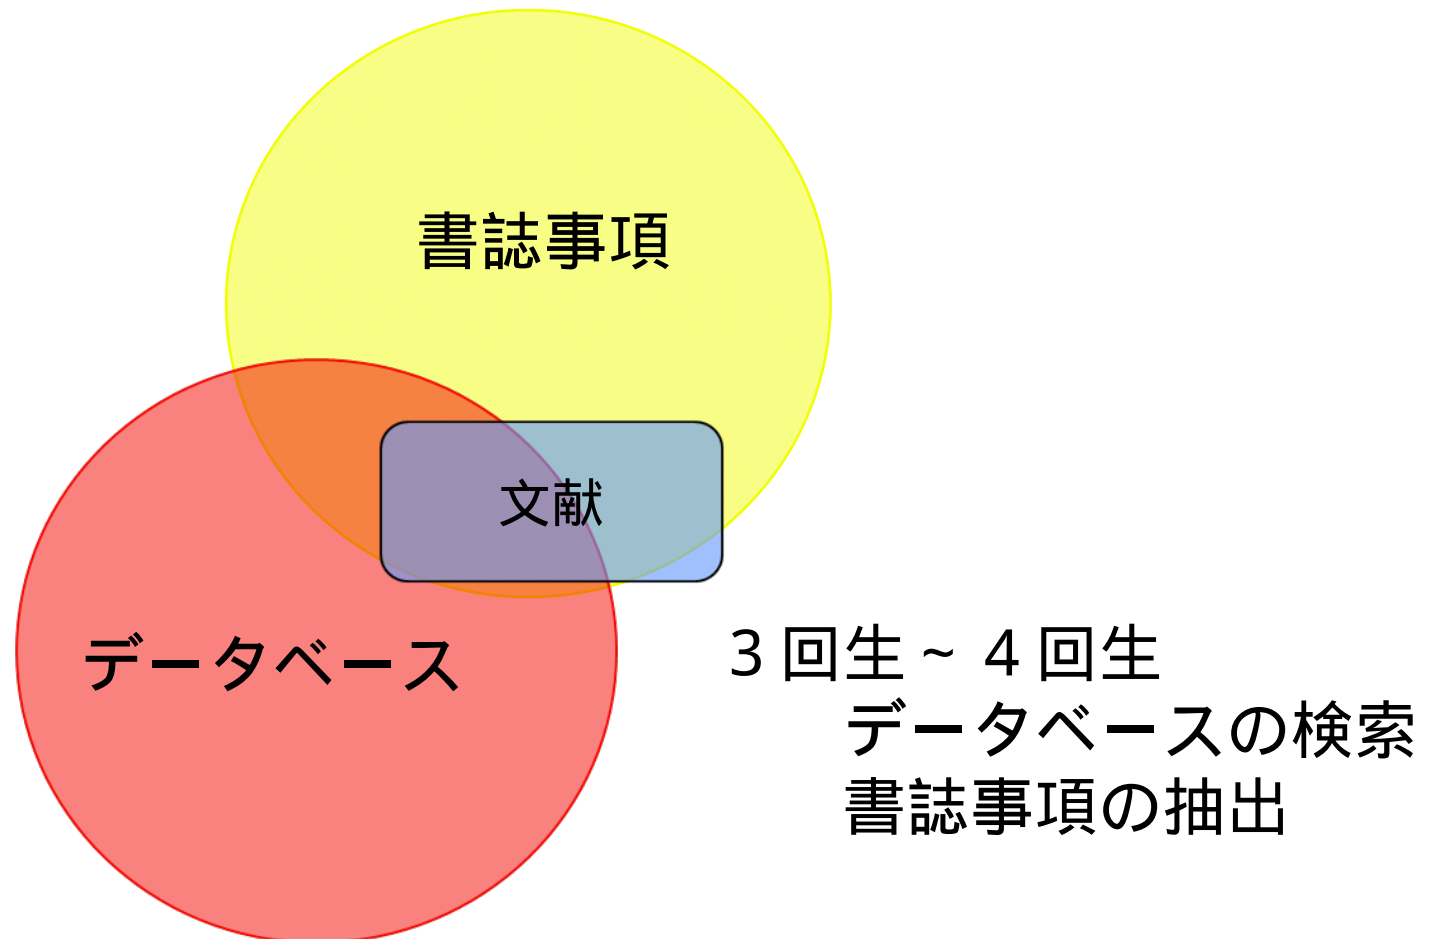 書誌事項
文献
データベース
3回生~ 4回生
データベースの検索
書誌事項の抽出